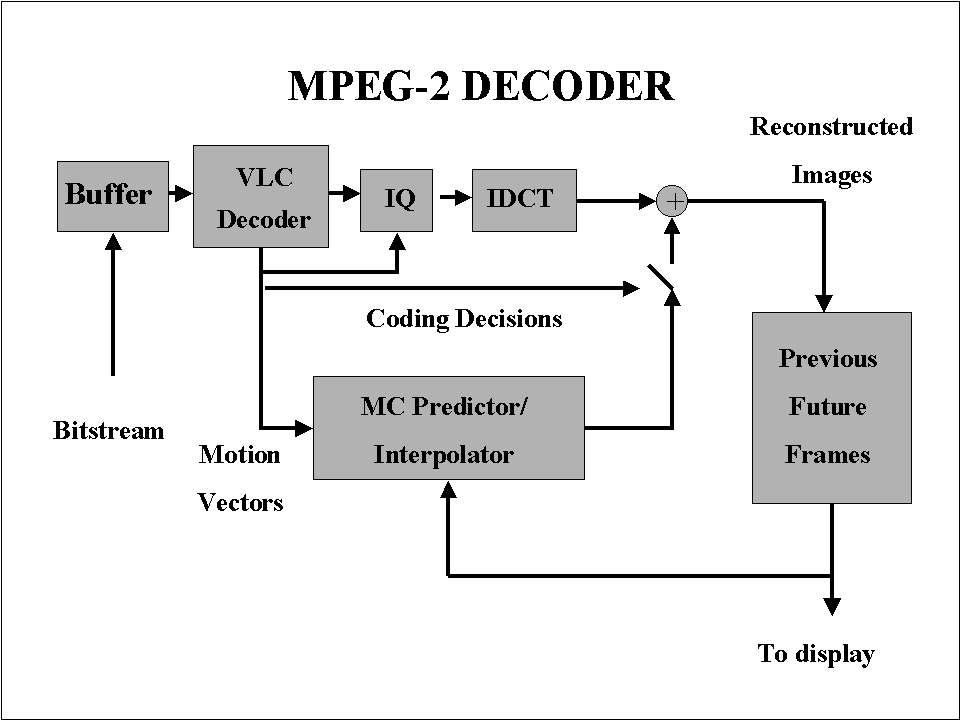 MPEG-2 DECODER
Reconstructed
Images
Buffer
VLC
Decoder
IQ
IDCT
+
Coding Decisions
Previous
Future
Frames
MC Predictor/
Interpolator
Bitstream
Motion
Vectors
To display